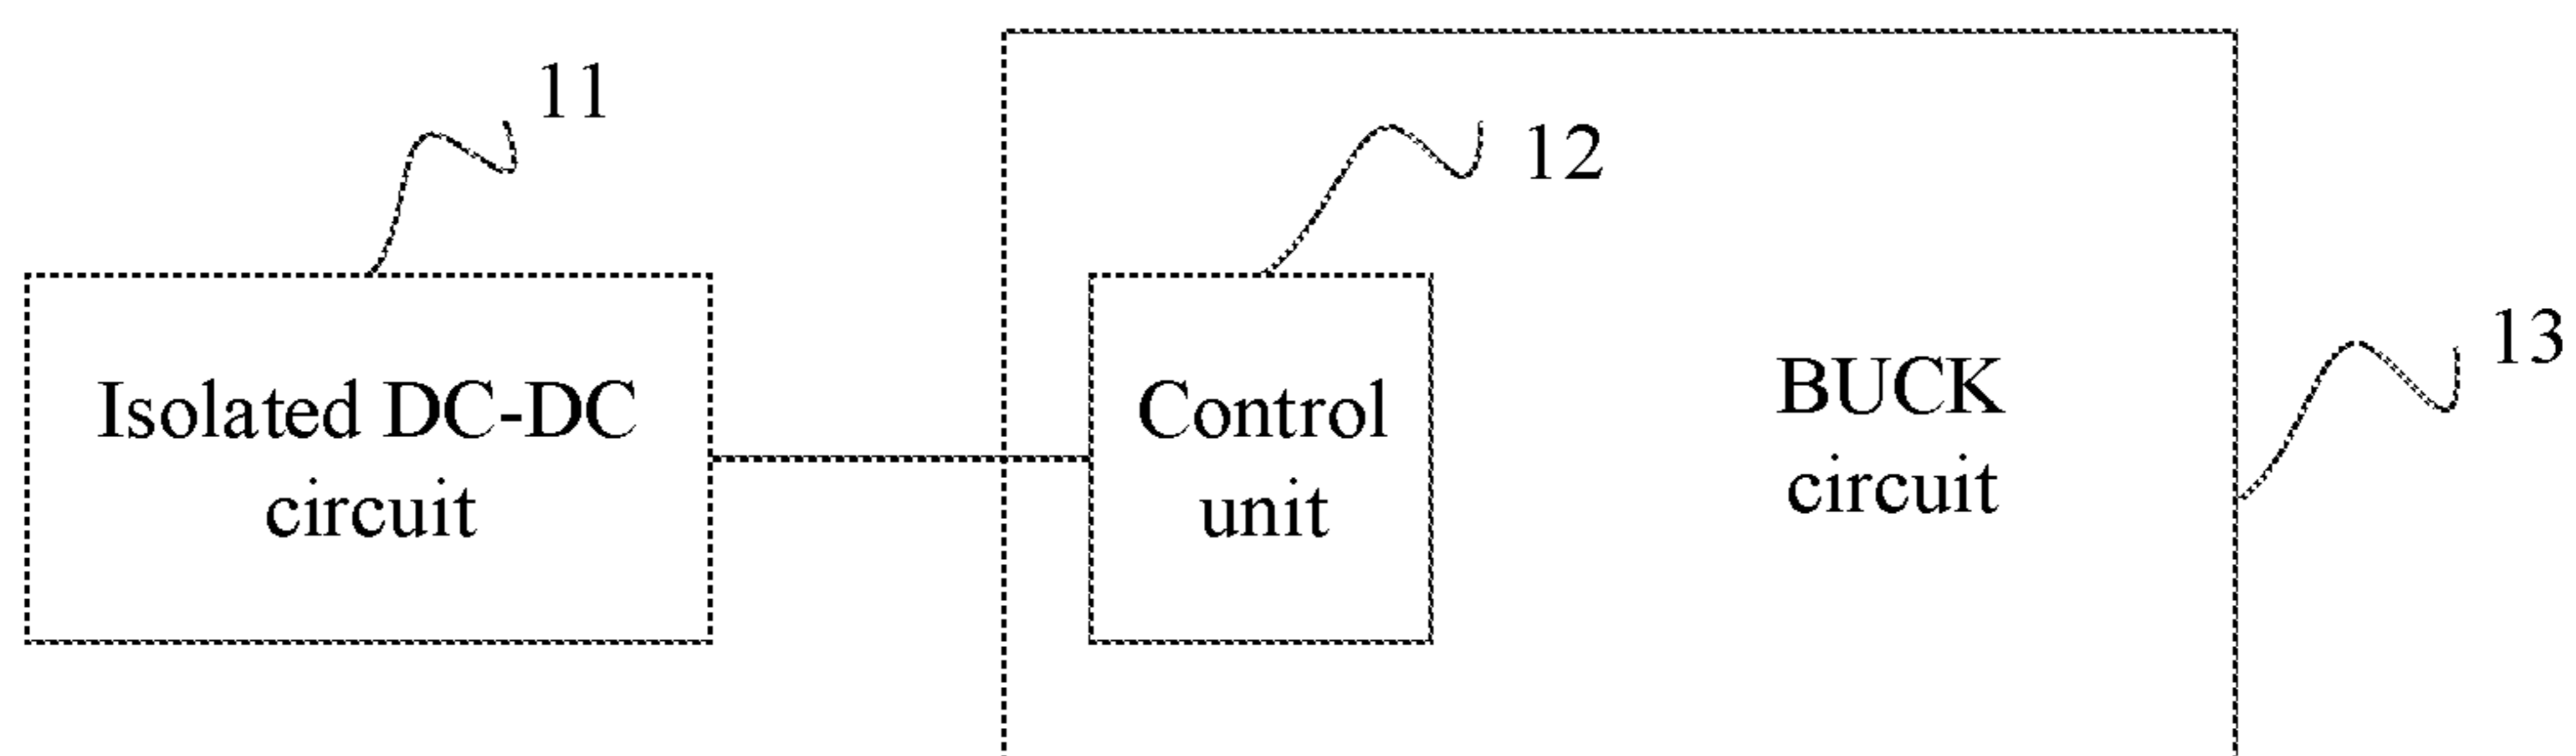 11
12
13
Isolated DC-DC
circuit
Control
unit
BUCK
circuit